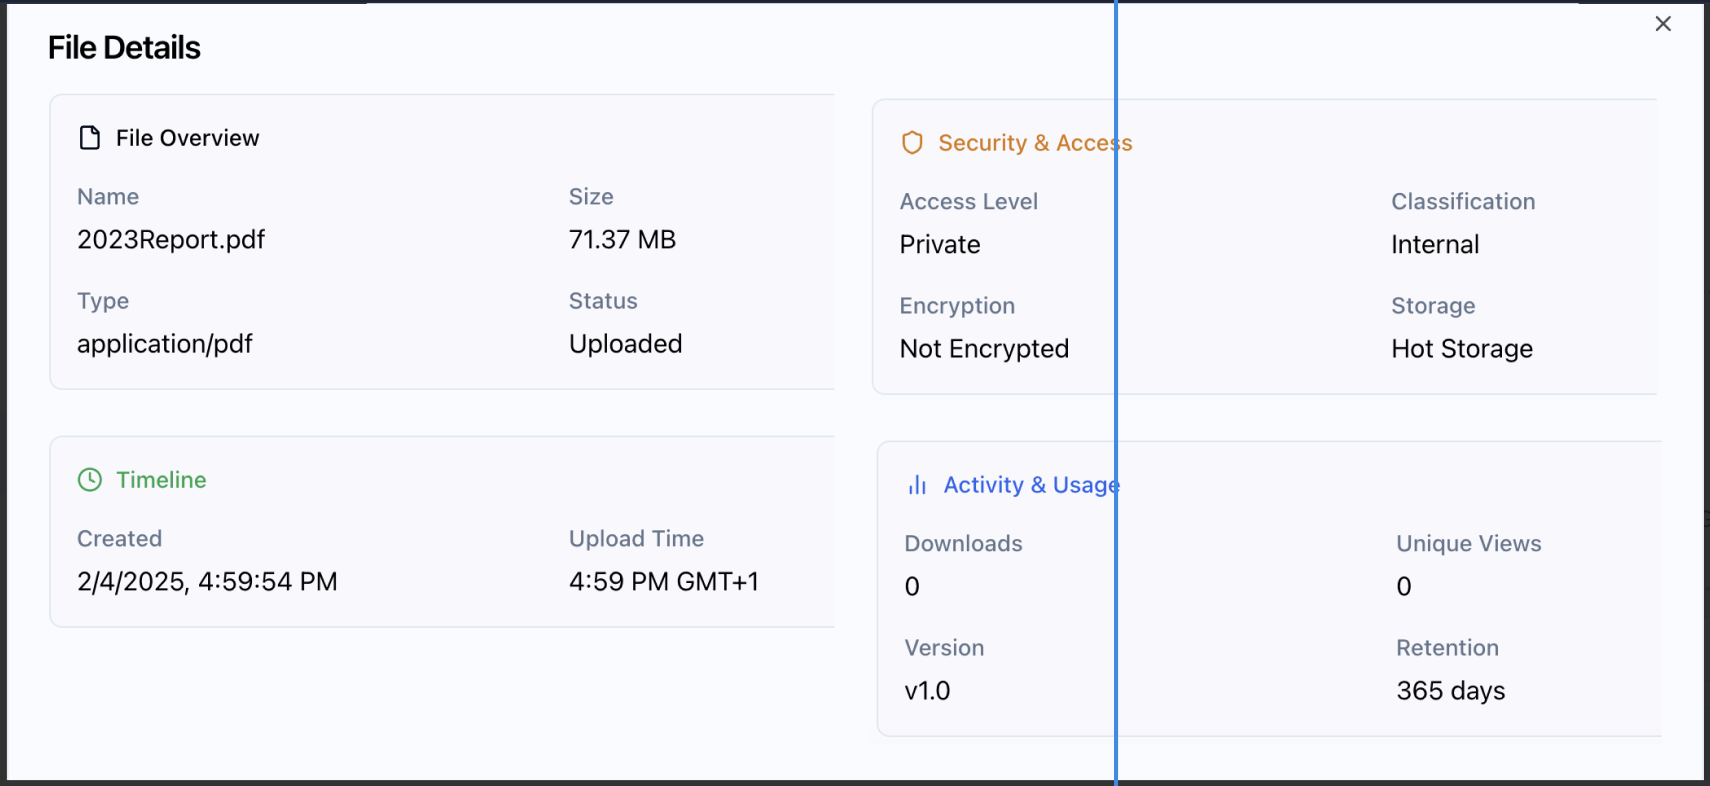 File Details
File Overview
Name
Size
2023Report.pdf
71.37 MB
Type
Status
application/pdf
Uploaded
Security & Access
Access Level
Classification
Private
Internal
Encryption
Storage
Not Encrypted
Hot Storage
Timeline
Created
Upload Time
2/4/2025, 4:59:54 PM
4:59 PM GMT+1
Activity & Usage
Downloads
Unique Views
0
0
Version
Retention
v1.0
365 days